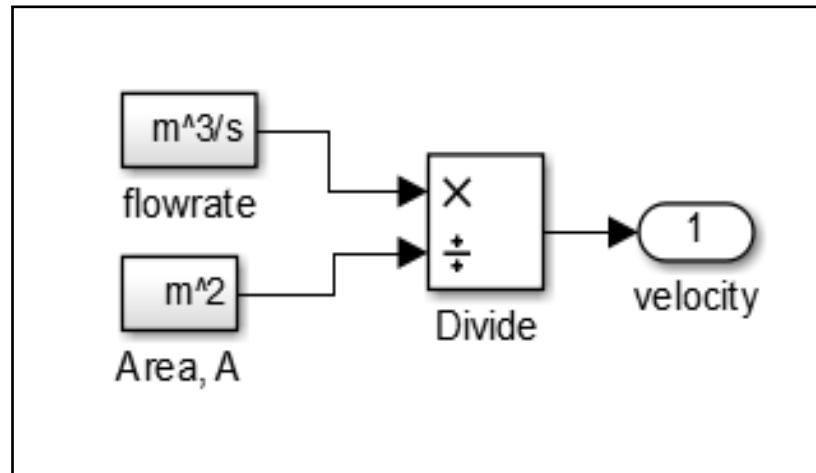 m^3/s
flowrate
m^2
Area, A
×
÷
Divide
1
velocity